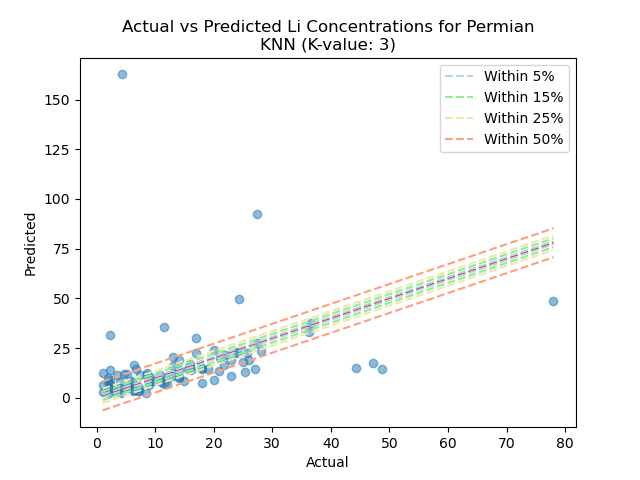 Actual vs Predicted Li Concentrations for Permian
KNN (K-value: 3)
Within 5%
Within 15%
Within 25%
Within 50%
Predicted
150
125
100
75
50
25
0
0 10 20 30 40 50 60 70 80
Actual